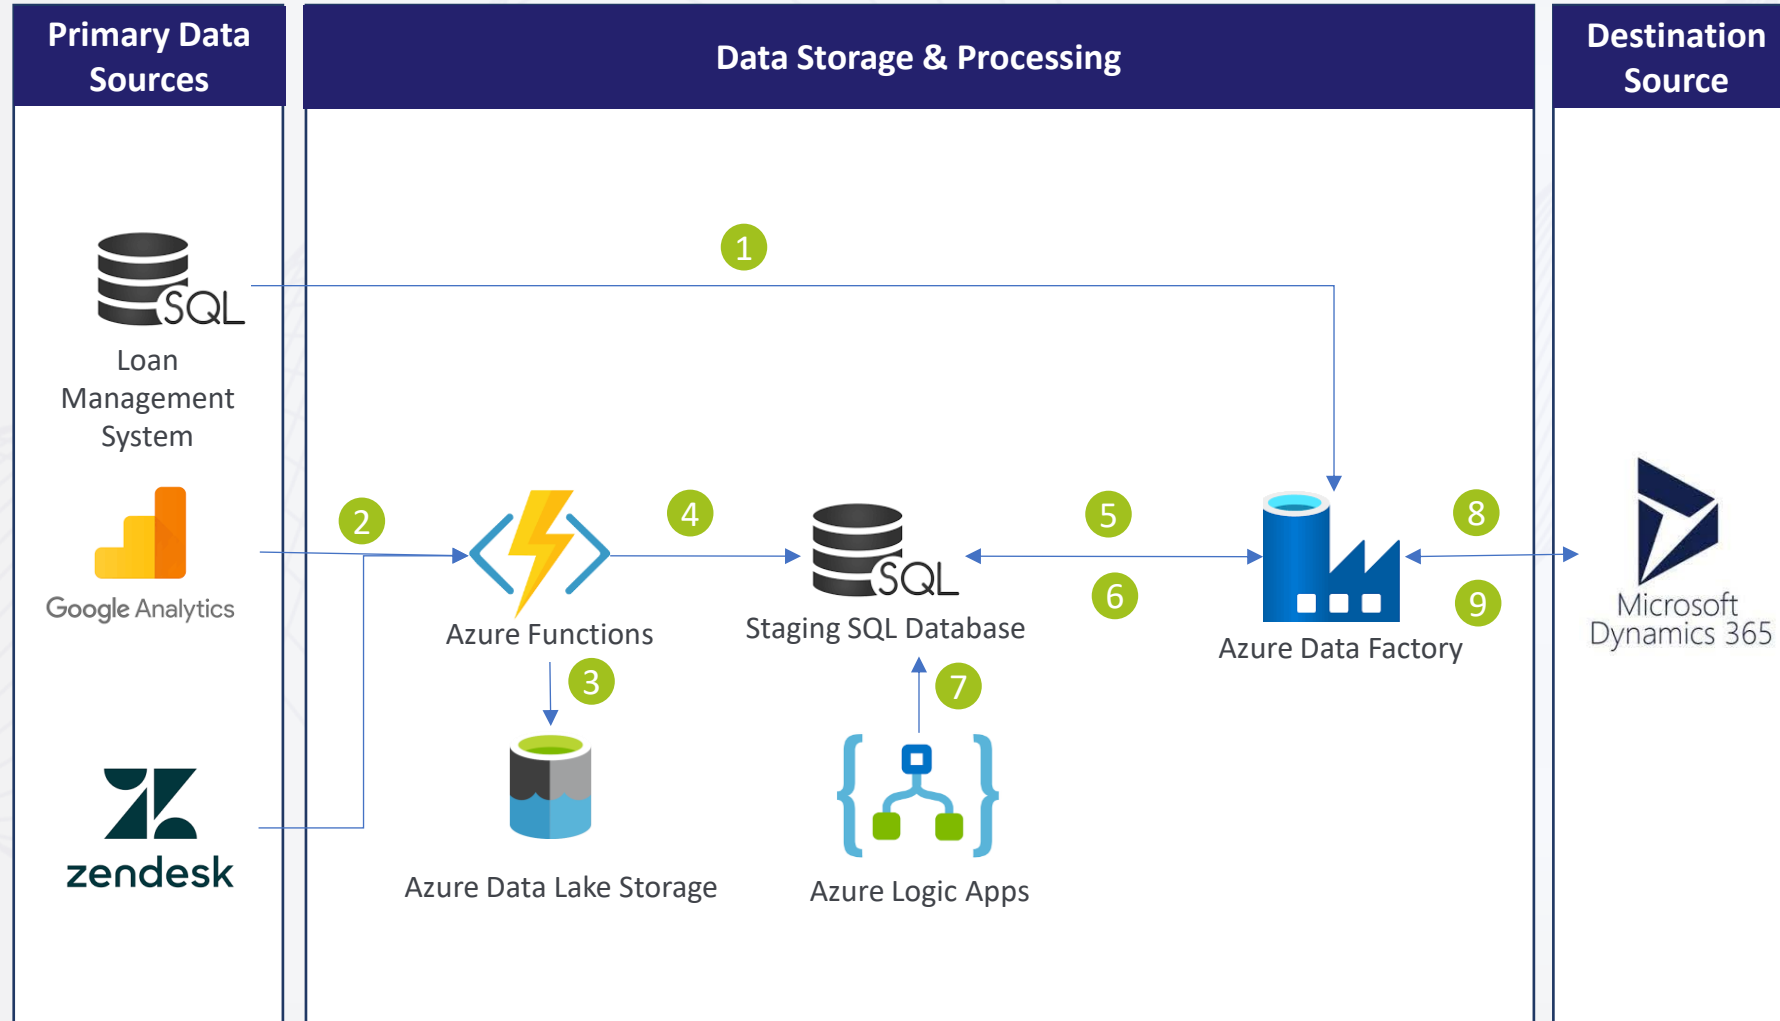 Primary Data
Sources
Data Storage & Processing
Destination
Source
1
SQL
Loan
Management
System
2
4
5
8
SQL
6
9
Google Analytics
Azure Functions
Staging SQL Database
Azure Data Factory
Microsoft
Dynamics 365
3
7
zendesk
Azure Data Lake Storage
Azure Logic Apps